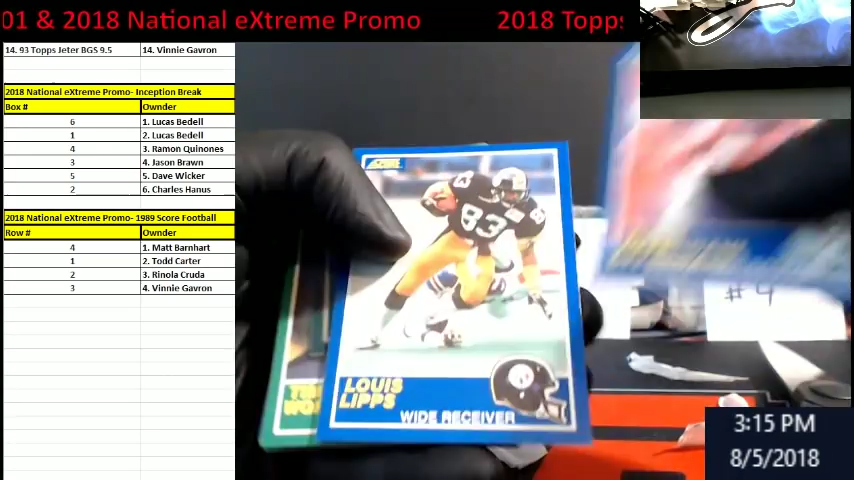 01 & 2018 National eXtreme Promo 2018 Topps
14. 93 Topps Jeter BGS 9.5 14. Vinnie Gavron
2018 National eXtreme Promo- Inception Break
Box # Ownder
6 1. Lucas Bedell
1 2. Lucas Bedell
4 3. Ramon Quinones
3 4. Jason Brawn
5 5. Dave Wicker
2 6. Charles Hanus
2018 National eXtreme Promo- 1989 Score Football
Row # Ownder
4 1. Matt Barnhart
1 2. Todd Carter
2 3. Rinola Cruda
3 4. Vinnie Gavron
SCORE
83
LOUIS
LIPPS
WIDE RECEIVER
#4
3:15 PM
8/5/2018